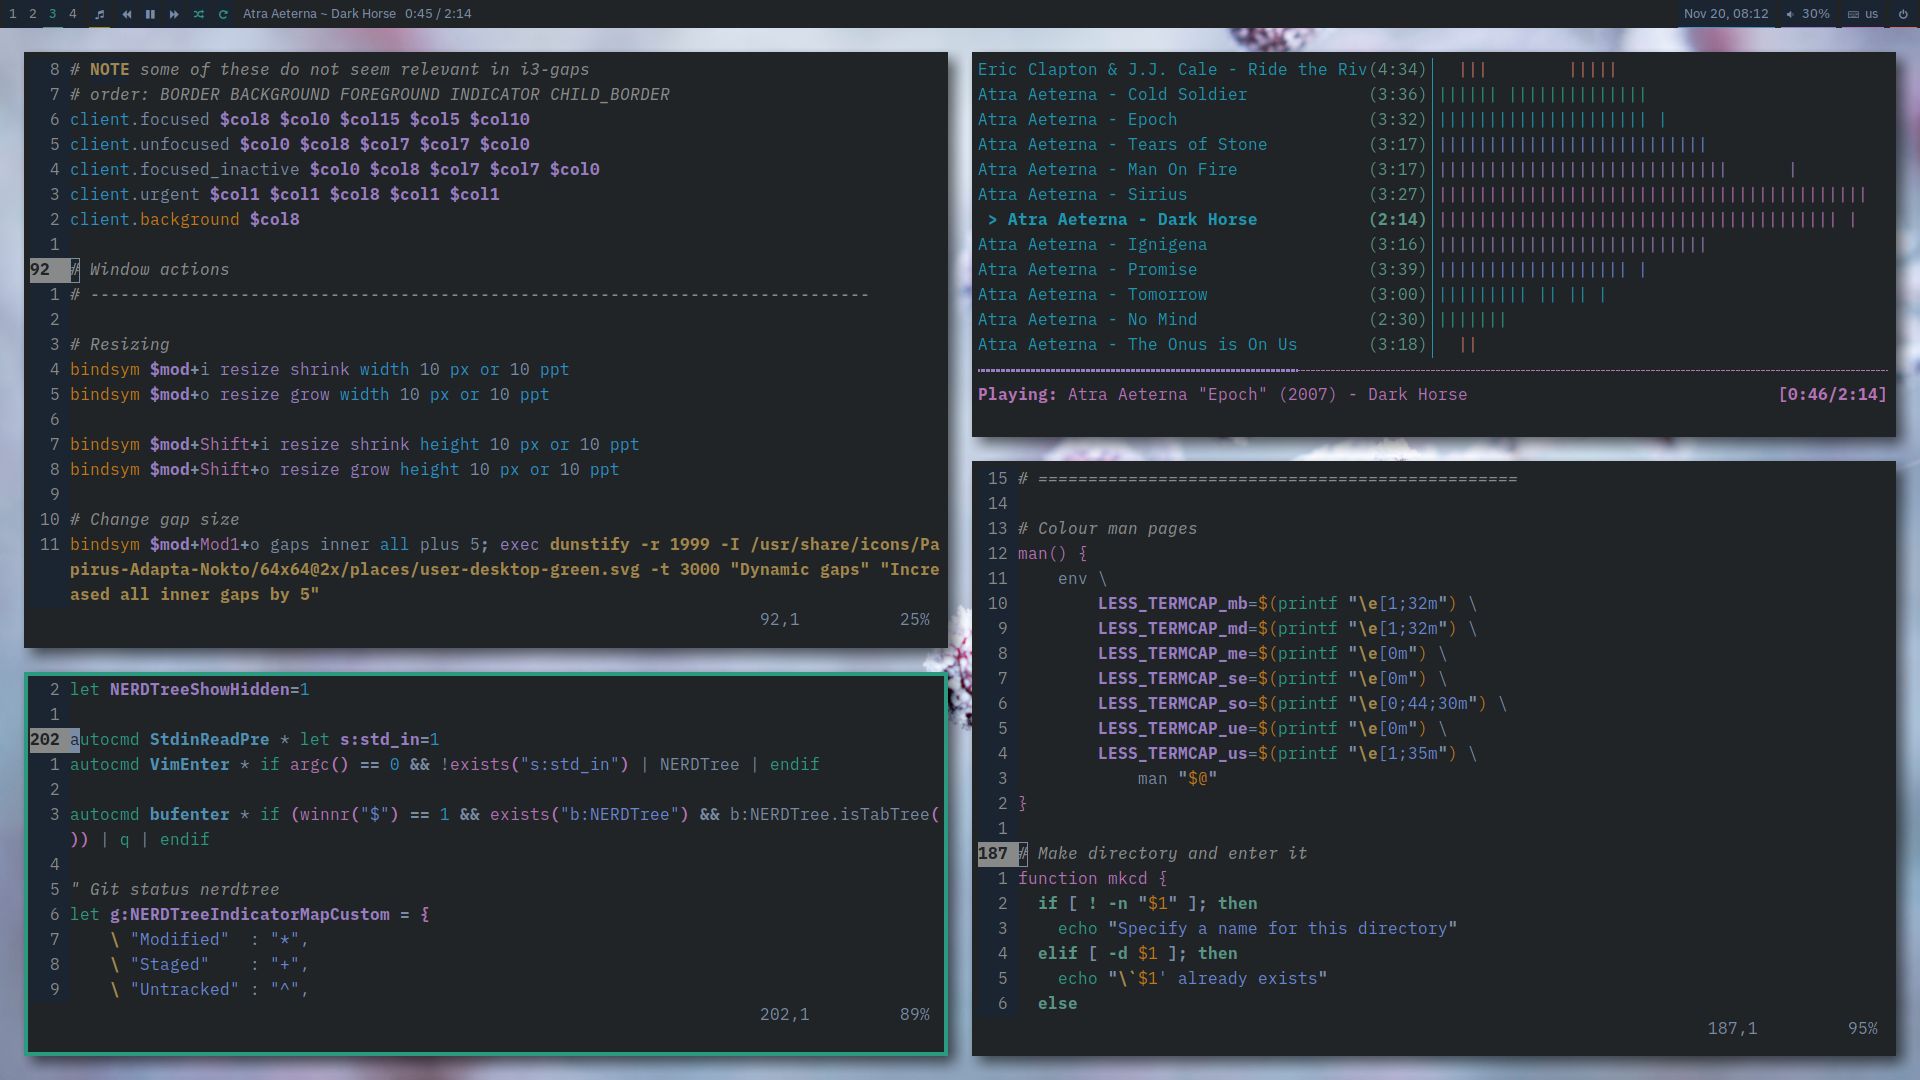 1 2 3 4 Atra Aeterna ~ Dark Horse 0:45 / 2:14 Nov 20, 08:12 30% us
8 # NOTE some of these do not seem relevant in i3-gaps
7 # order: BORDER BACKGROUND FOREGROUND INDICATOR CHILD_BORDER
6 client.focused $col8 $col0 $col15 $col5 $col10
5 client.unfocused $col0 $col8 $col7 $col7 $col0
4 client.focused_inactive $col0 $col8 $col7 $col7 $col0
3 client.urgent $col1 $col1 $col8 $col1 $col1
2 client.background $col8
1
92 # Window actions
1 # ------------------------------------------------------------------------------
2
3 # Resizing
4 bindsym $mod+i resize shrink width 10 px or 10 ppt
5 bindsym $mod+o resize grow width 10 px or 10 ppt
6
7 bindsym $mod+Shift+i resize shrink height 10 px or 10 ppt
8 bindsym $mod+Shift+o resize grow height 10 px or 10 ppt
9
10 # Change gap size
11 bindsym $mod+Mod1+o gaps inner all plus 5; exec dunstify -r 1999 -I /usr/share/icons/Pa
pirus-Adapta-Nokto/64x64@2x/places/user-desktop-green.svg -t 3000 "Dynamic gaps" "Incre
ased all inner gaps by 5"
92,1 25%
2 let NERDTreeShowHidden=1
1
202 autocmd StdinReadPre * let s:std_in=1
1 autocmd VimEnter * if argc() == 0 && !exists("s:std_in") | NERDTree | endif
2
3 autocmd bufenter * if (winnr("$") == 1 && exists("b:NERDTree") && b:NERDTree.isTabTree(
)) | q | endif
4
5 " Git status nerdtree
6 let g:NERDTreeIndicatorMapCustom = {
7 \ "Modified" : "*",
8 \ "Staged" : "+",
9 \ "Untracked" : "^",
202,1 89%
Eric Clapton & J.J. Cale - Ride the Riv(4:34)
Atra Aeterna - Cold Soldier (3:36)
Atra Aeterna - Epoch (3:32)
Atra Aeterna - Tears of Stone (3:17)
Atra Aeterna - Man On Fire (3:17)
Atra Aeterna - Sirius (3:27)
> Atra Aeterna - Dark Horse (2:14)
Atra Aeterna - Ignigena (3:16)
Atra Aeterna - Promise (3:39)
Atra Aeterna - Tomorrow (3:00)
Atra Aeterna - No Mind (2:30)
Atra Aeterna - The Onus is On Us (3:18)
Playing: Atra Aeterna "Epoch" (2007) - Dark Horse [0:46/2:14]
15 # ================================================
14
13 # Colour man pages
12 man() {
11 env \
10 LESS_TERMCAP_mb=$(printf "\e[1;32m") \
9 LESS_TERMCAP_md=$(printf "\e[1;32m") \
8 LESS_TERMCAP_me=$(printf "\e[0m") \
7 LESS_TERMCAP_se=$(printf "\e[0m") \
6 LESS_TERMCAP_so=$(printf "\e[0;44;30m") \
5 LESS_TERMCAP_ue=$(printf "\e[0m") \
4 LESS_TERMCAP_us=$(printf "\e[1;35m") \
3 man "$@"
2 }
1
187 # Make directory and enter it
1 function mkcd {
2 if [ ! -n "$1" ]; then
3 echo "Specify a name for this directory"
4 elif [ -d $1 ]; then
5 echo "\`$1' already exists"
6 else
187,1 95%